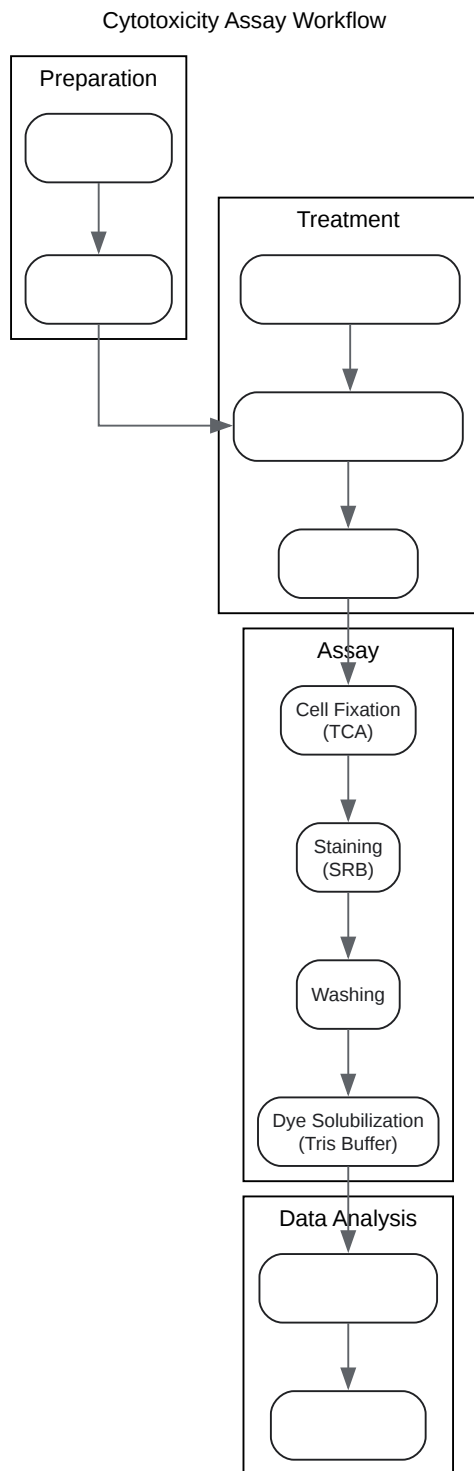 Cytotoxicity Assay Workflow
Preparation
Treatment
Assay
Cell Fixation
(TCA)
Staining
(SRB)
Washing
Dye Solubilization
(Tris Buffer)
Data Analysis